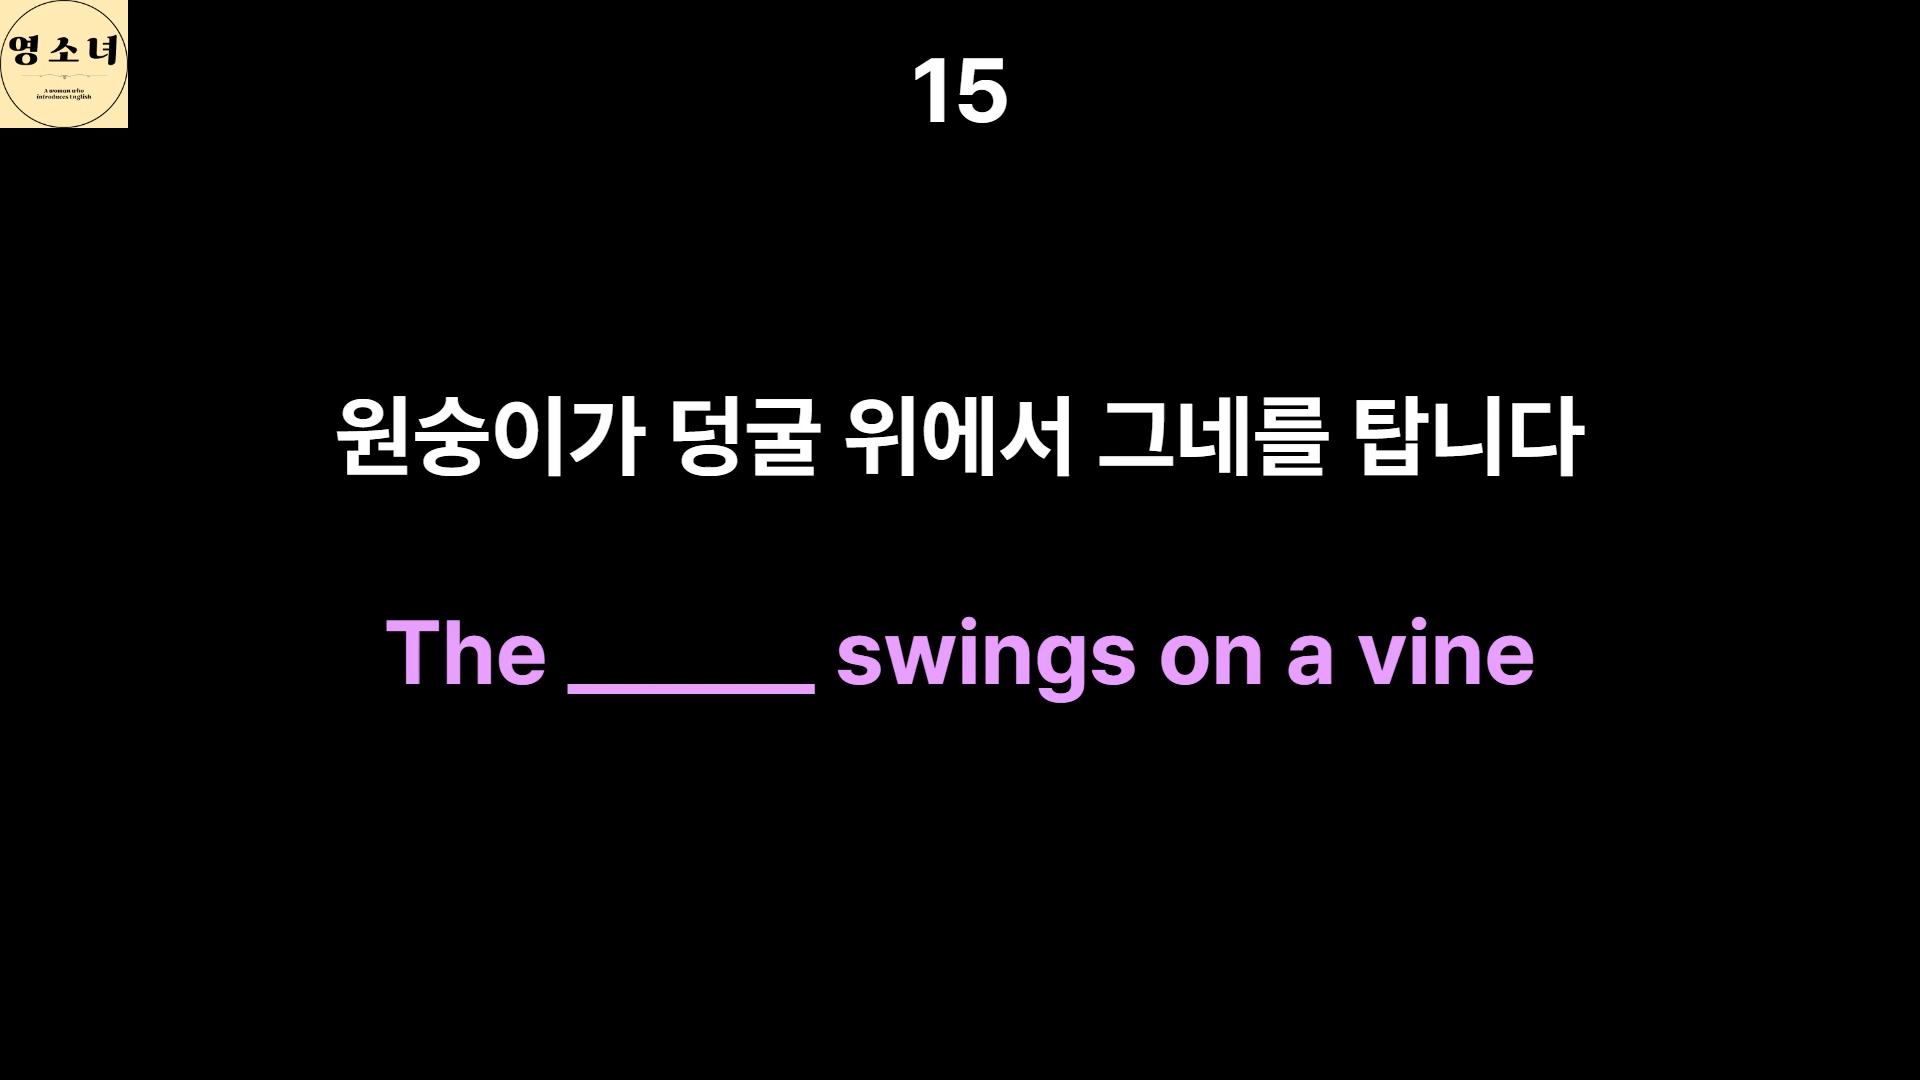 영소녀
A woman who
introduces English
15
원숭이가 덩굴 위에서 그네를 탑니다
The ______ swings on a vine